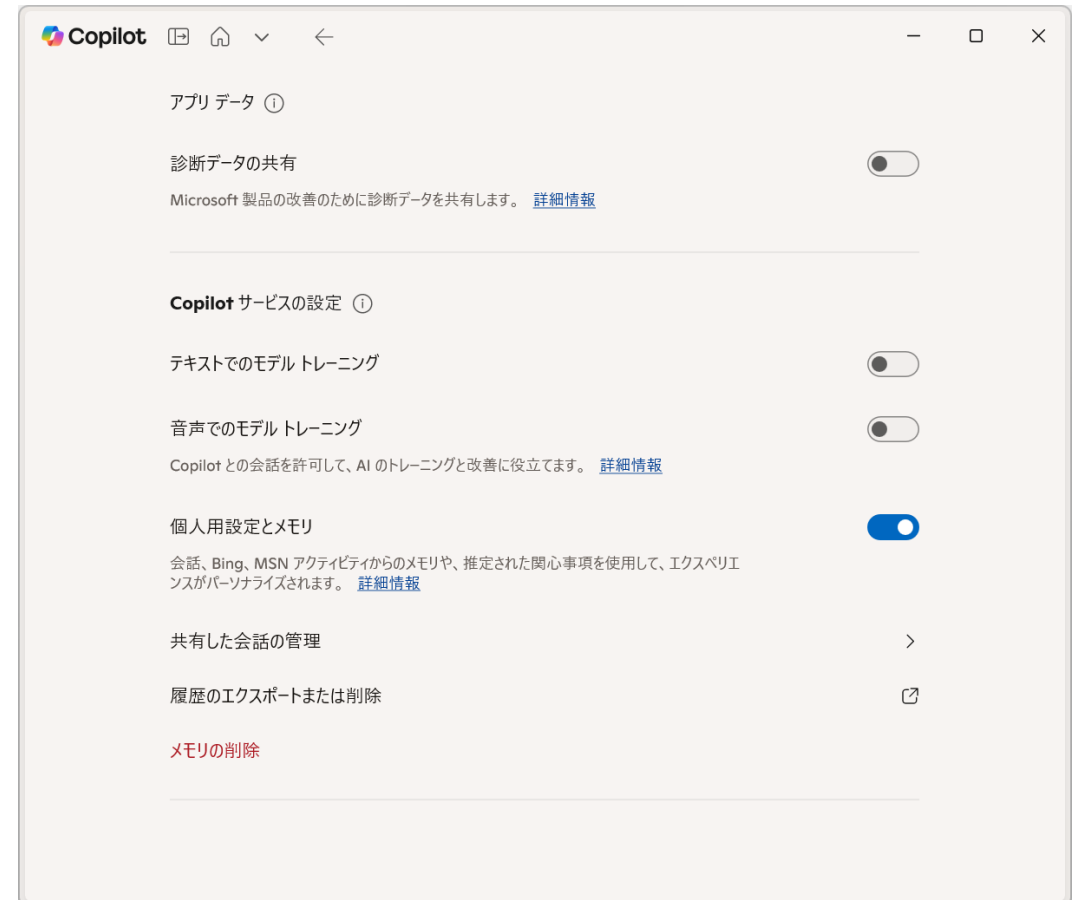 Copilot
アプリ データ
診断データの共有
Microsoft 製品の改善のために診断データを共有します。 詳細情報
Copilot サービスの設定
テキストでのモデル トレーニング
音声でのモデル トレーニング
Copilot との会話を許可して、AI のトレーニングと改善に役立てます。 詳細情報
個人用設定とメモリ
会話、Bing、MSN アクティビティからのメモリや、推定された関心事項を使用して、エクスペリエ
ンスがパーソナライズされます。 詳細情報
共有した会話の管理
履歴のエクスポートまたは削除
メモリの削除